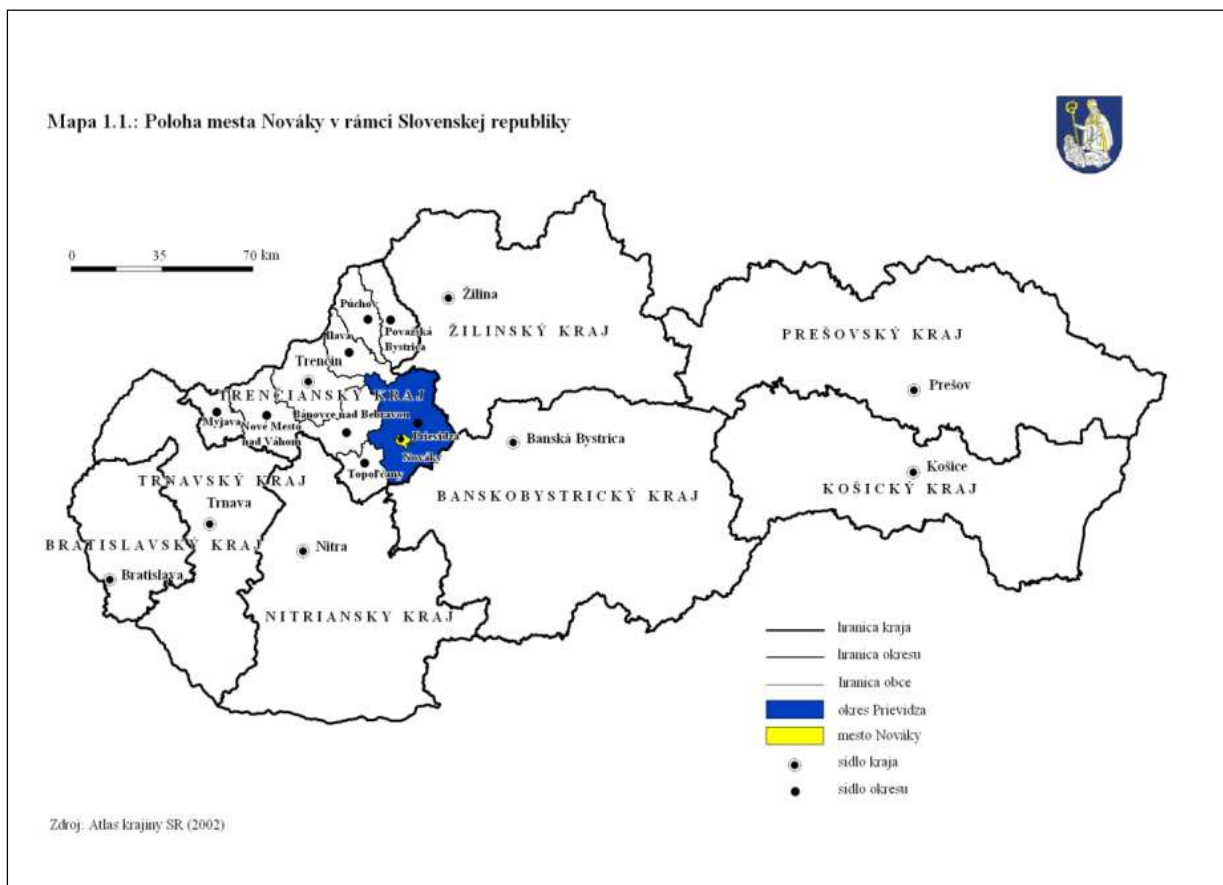 Mapa 1.1.: Poloha mesta Nováky v rámci Slovenskej republiky
0 35 70 km
Žilina
ŽILINSKÝ KRAJ
Púchov
Považská
Bystrica
Ilava
Trenčín
TRENČIANSKY KRAJ
Bánovce nad Bebravou
Myjava
Nové Mesto
nad Váhom
Prievidza
Nováky
Topoľčany
PREŠOVSKÝ KRAJ
Prešov
Banská Bystrica
BANSKOBYSTRICKÝ KRAJ
Košice
KOŠICKÝ KRAJ
TRNAVSKÝ KRAJ
Trnava
BRATISLAVSKÝ KRAJ
Bratislava
Nitra
NITRIANSKY KRAJ
hranica kraja
hranica okresu
hranica obce
okres Prievidza
mesto Nováky
sídlo kraja
sídlo okresu
Zdroj: Atlas krajiny SR (2002)